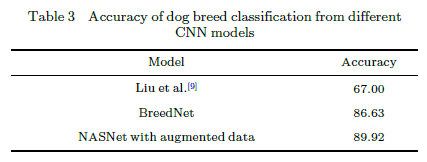 Table 3 Accuracy of dog breed classification from different
CNN models
Model Accuracy
Liu et al.[9] 67.00
BreedNet 86.63
NASNet with augmented data 89.92